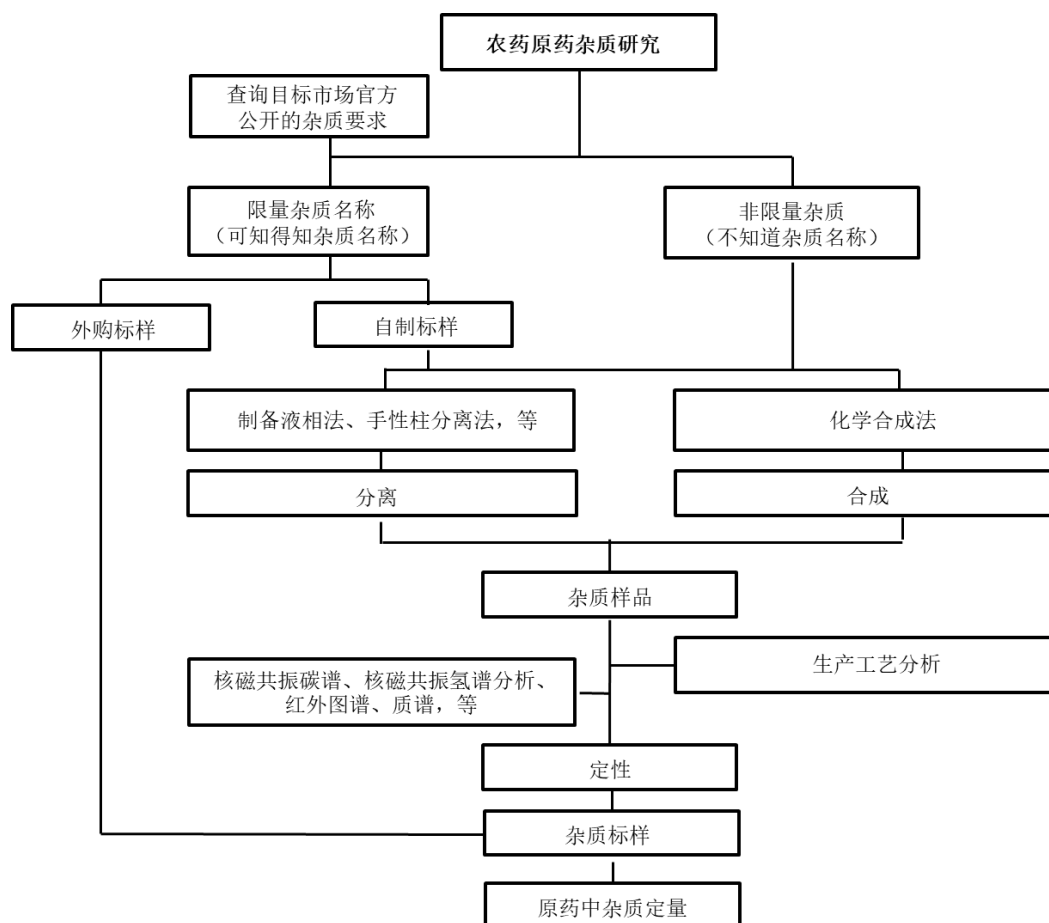 农药原药杂质研究
查询目标市场官方
公开的杂质要求
限量杂质名称
（可知得知杂质名称）
非限量杂质
（不知道杂质名称）
外购标样
自制标样
制备液相法、手性柱分离法，等
化学合成法
分离
合成
杂质样品
生产工艺分析
核磁共振碳谱、核磁共振氢谱分析、
红外图谱、质谱，等
定性
杂质标样
原药中杂质定量